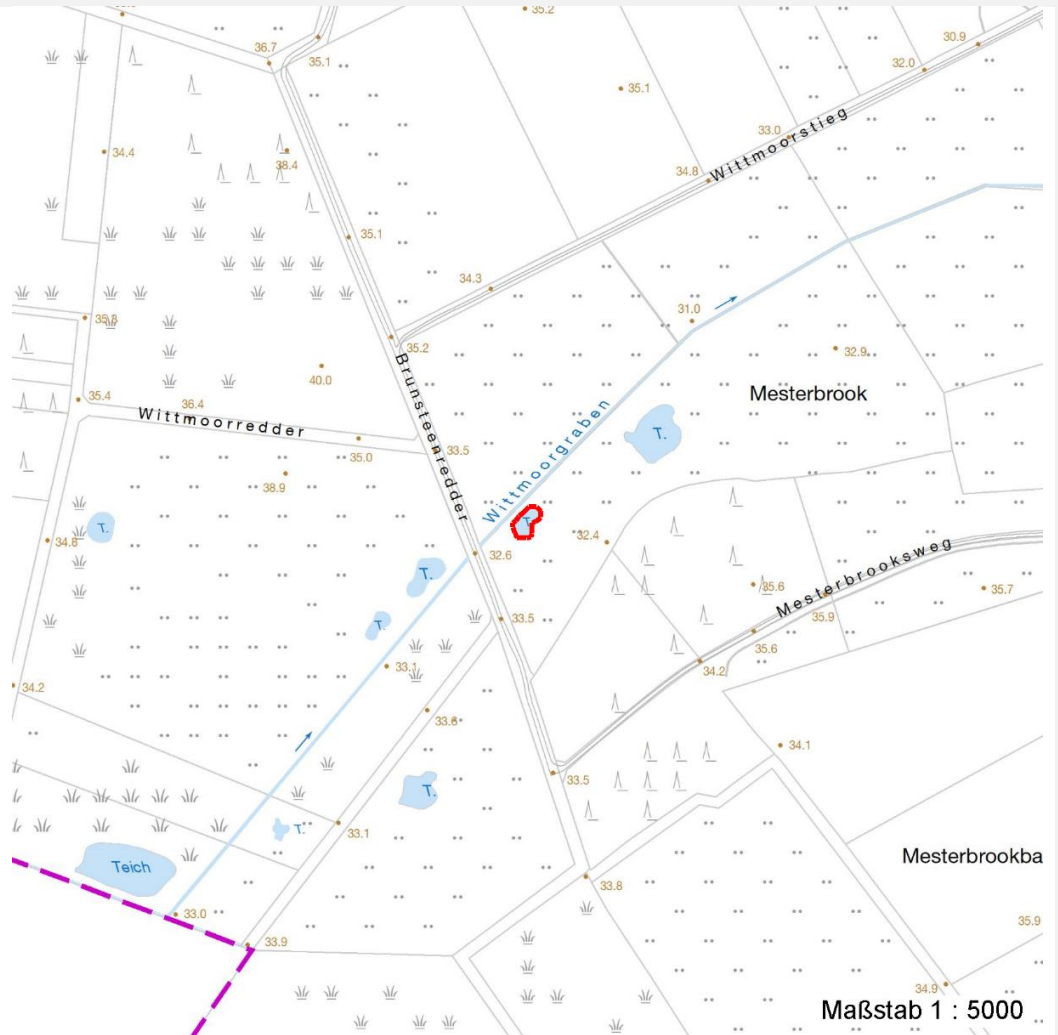 35.2
36.7
35.1
30.9
32.0
35.1
33.0
Wittmoorstieg
34.4
38.4
34.8
35.1
34.3
31.0
35.3
35.2
32.9
40.0
Mesterbrook
35.4
36.4
Wittmoorredder
Brunsteenredder
Wittmoorgraben
T.
35.0
33.5
38.9
T.
T.
34.8
32.4
32.6
T.
35.6
Mesterbrooksweg
35.7
35.9
T.
33.5
35.6
33.1
34.2
34.2
33.6
34.1
33.5
T.
33.1
T.
Teich
Mesterbrookba
33.8
33.0
35.9
33.9
34.9
Maßstab 1 : 5000